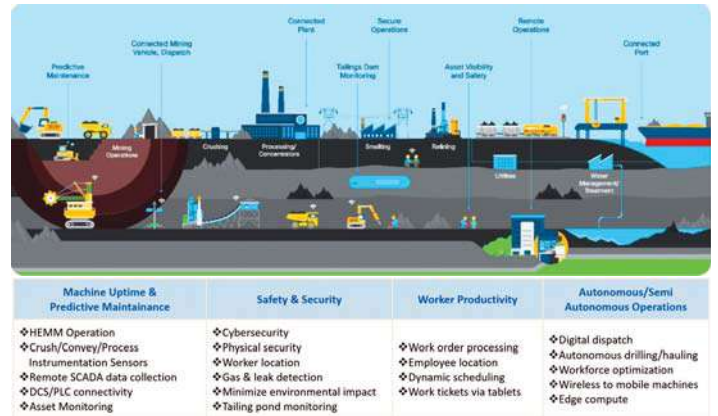 Connected
Plant
Secure
Operations
Remote
Operations
Connected Mining
Vehicle, Dispatch
Predictive
Maintenance
Tailings Dam
Monitoring
Asset Visibility
and Safety
Connected
Port
Mining
Operations
Crushing
Processing/
Concentrators
Smelting
Refining
Utilities
Water
Management/
Treatment
Machine Uptime &
Predictive Maintainance
❖HEMM Operation
❖Crush/Convey/Process
Instrumentation Sensors
❖Remote SCADA data collection
❖DCS/PLC connectivity
❖Asset Monitoring
Safety & Security
❖Cybersecurity
❖Physical security
❖Worker location
❖Gas & leak detection
❖Minimize environmental impact
❖Tailing pond monitoring
Worker Productivity
❖Work order processing
❖Employee location
❖Dynamic scheduling
❖Work tickets via tablets
Autonomous/Semi
Autonomous Operations
❖Digital dispatch
❖Autonomous drilling/hauling
❖Workforce optimization
❖Wireless to mobile machines
❖Edge compute